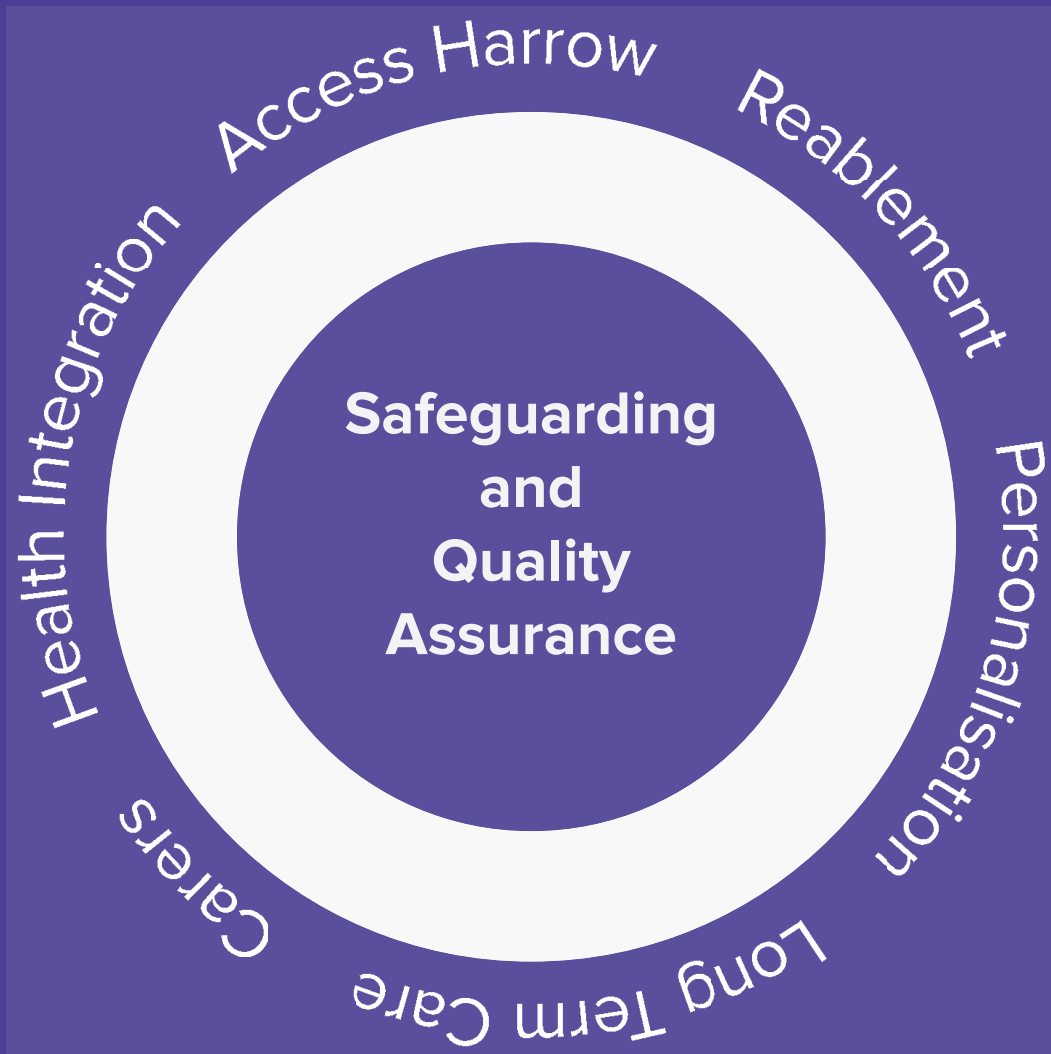 Access Harrow
Reablement
Personalisation
Long Term Care
Carers
Health Integration
Safeguarding
and
Quality
Assurance